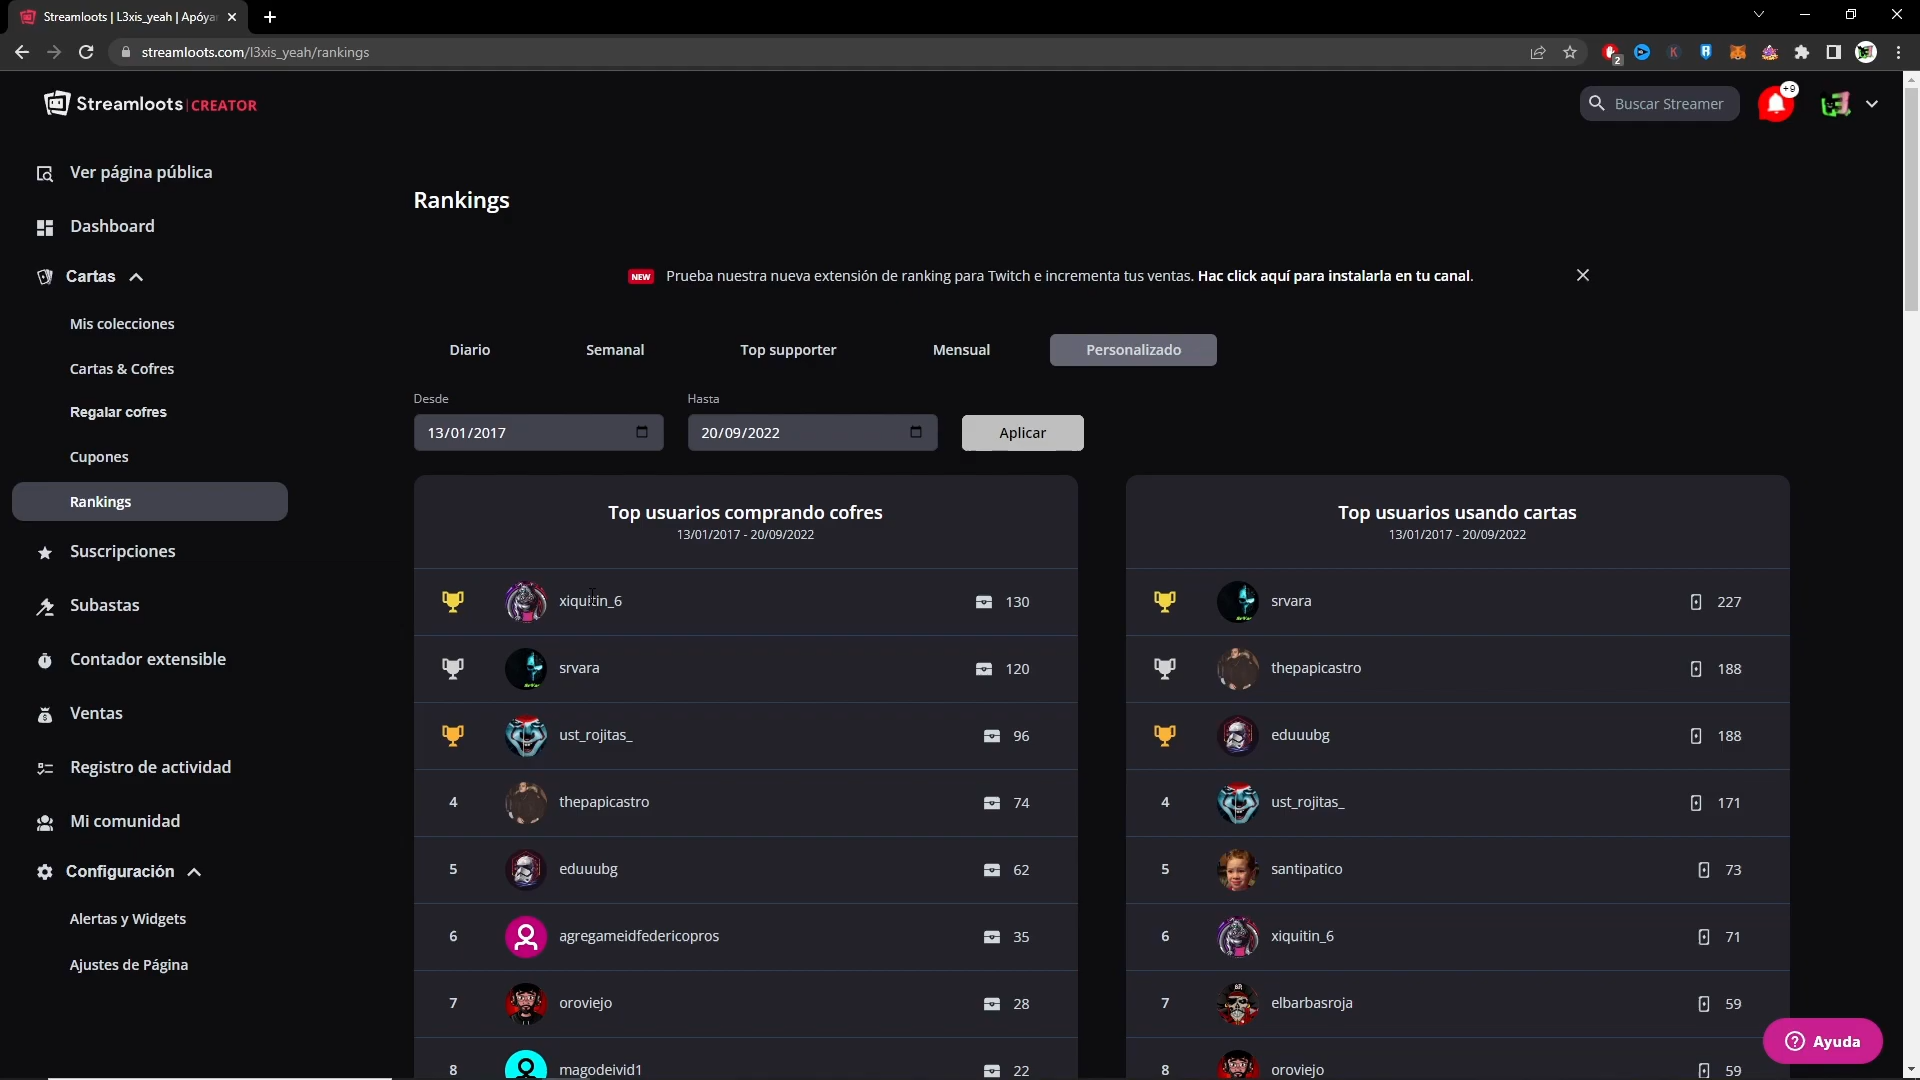 Streamloots | L3xis_yeah | Apóya
streamloots.com/l3xis_yeah/rankings
2
K
Streamloots | CREATOR
Buscar Streamer
+9
Ver página pública
Dashboard
Cartas
Mis colecciones
Cartas & Cofres
Regalar cofres
Cupones
Rankings
Suscripciones
Subastas
Contador extensible
Ventas
Registro de actividad
Mi comunidad
Configuración
Alertas y Widgets
Ajustes de Página
Rankings
NEW Prueba nuestra nueva extensión de ranking para Twitch e incrementa tus ventas. Hac click aquí para instalarla en tu canal.
Diario Semanal Top supporter Mensual Personalizado
Desde Hasta
13/01/2017 20/09/2022 Aplicar
Top usuarios comprando cofres
13/01/2017 - 20/09/2022
xiquitin_6 130
srvara 120
ust_rojitas_ 96
4 thepapicastro 74
5 eduuubg 62
6 agregameidfedericopros 35
7 oroviejo 28
8 magodeivid1 22
Top usuarios usando cartas
13/01/2017 - 20/09/2022
srvara 227
thepapicastro 188
eduuubg 188
4 ust_rojitas_ 171
5 santipatico 73
6 xiquitin_6 71
7 elbarbasroja 59
8 oroviejo 59
Ayuda